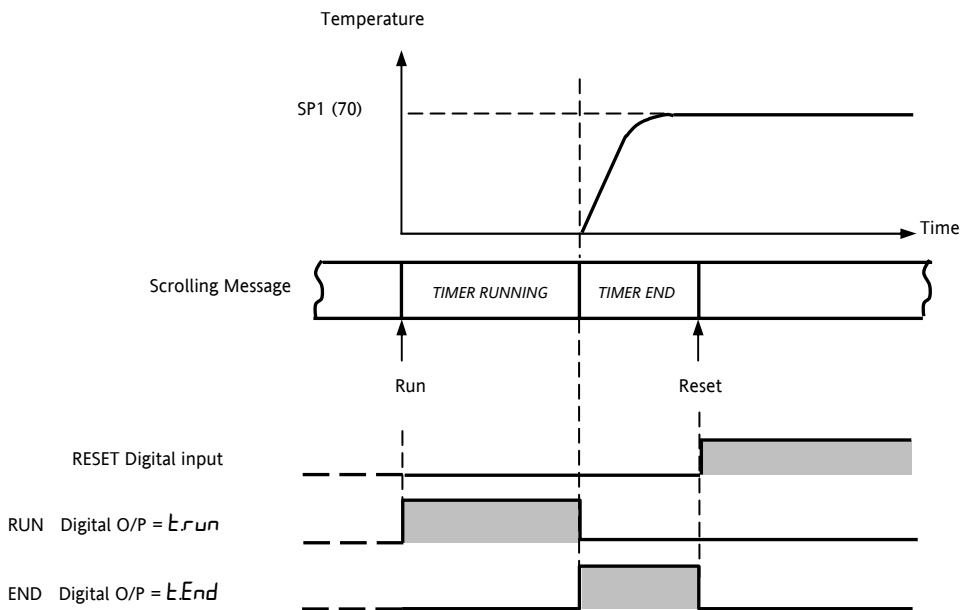 Temperature
SP1 (70)
Time
Scrolling Message
TIMER RUNNING
TIMER END
Run
Reset
RESET Digital input
RUN Digital O/P = t.run
END Digital O/P = t.End